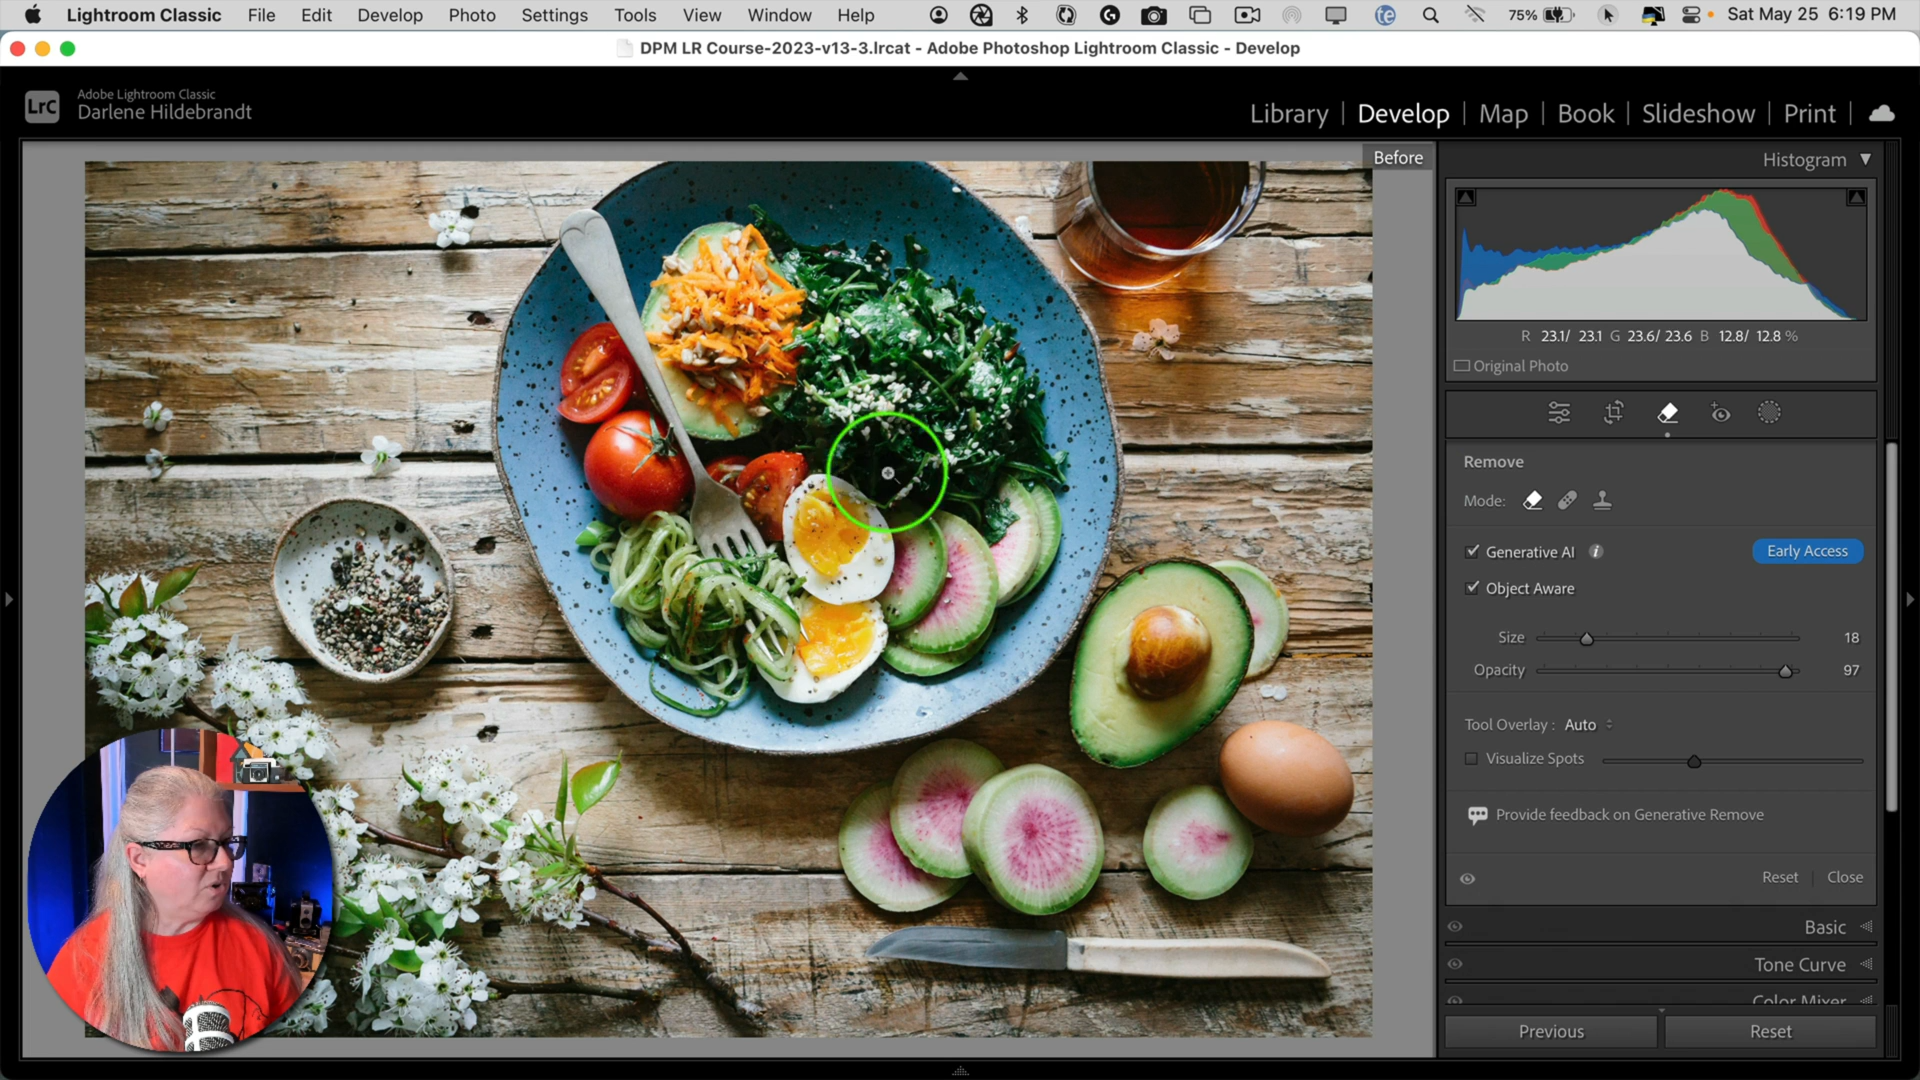 Lightroom Classic File Edit Develop Photo Settings Tools View Window Help 75% Sat May 25 6:19 PM
DPM LR Course-2023-v13-3.lrcat - Adobe Photoshop Lightroom Classic - Develop
LrC
Adobe Lightroom Classic
Darlene Hildebrandt
Library | Develop | Map | Book | Slideshow | Print |
Before
Histogram
R 23.1/ 23.1 G 23.6/ 23.6 B 12.8/ 12.8 %
Original Photo
Remove
Mode:
Generative AI Early Access
Object Aware
Size 18
Opacity 97
Tool Overlay : Auto
Visualize Spots
Provide feedback on Generative Remove
Reset | Close
Basic
Tone Curve
Color Mixer
Previous Reset